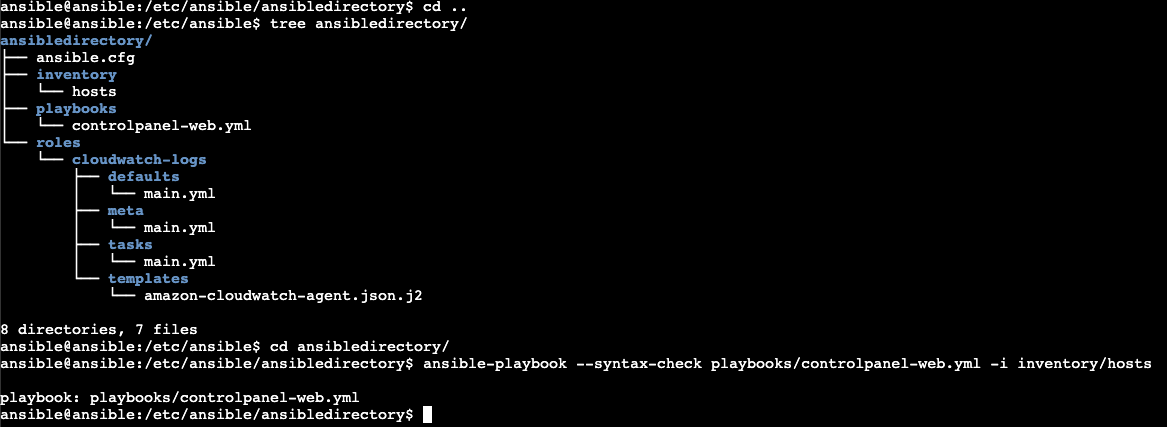 ansible@ansible:/etc/ansible/ansibledirectory$ cd ..
ansible@ansible:/etc/ansible$ tree ansibledirectory/
ansibledirectory/
├── ansible.cfg
├── inventory
│   └── hosts
├── playbooks
│   └── controlpanel-web.yml
└── roles
    └── cloudwatch-logs
        ├── defaults
        │   └── main.yml
        ├── meta
        │   └── main.yml
        ├── tasks
        │   └── main.yml
        └── templates
            └── amazon-cloudwatch-agent.json.j2

8 directories, 7 files
ansible@ansible:/etc/ansible$ cd ansibledirectory/
ansible@ansible:/etc/ansible/ansibledirectory$ ansible-playbook --syntax-check playbooks/controlpanel-web.yml -i inventory/hosts

playbook: playbooks/controlpanel-web.yml
ansible@ansible:/etc/ansible/ansibledirectory$